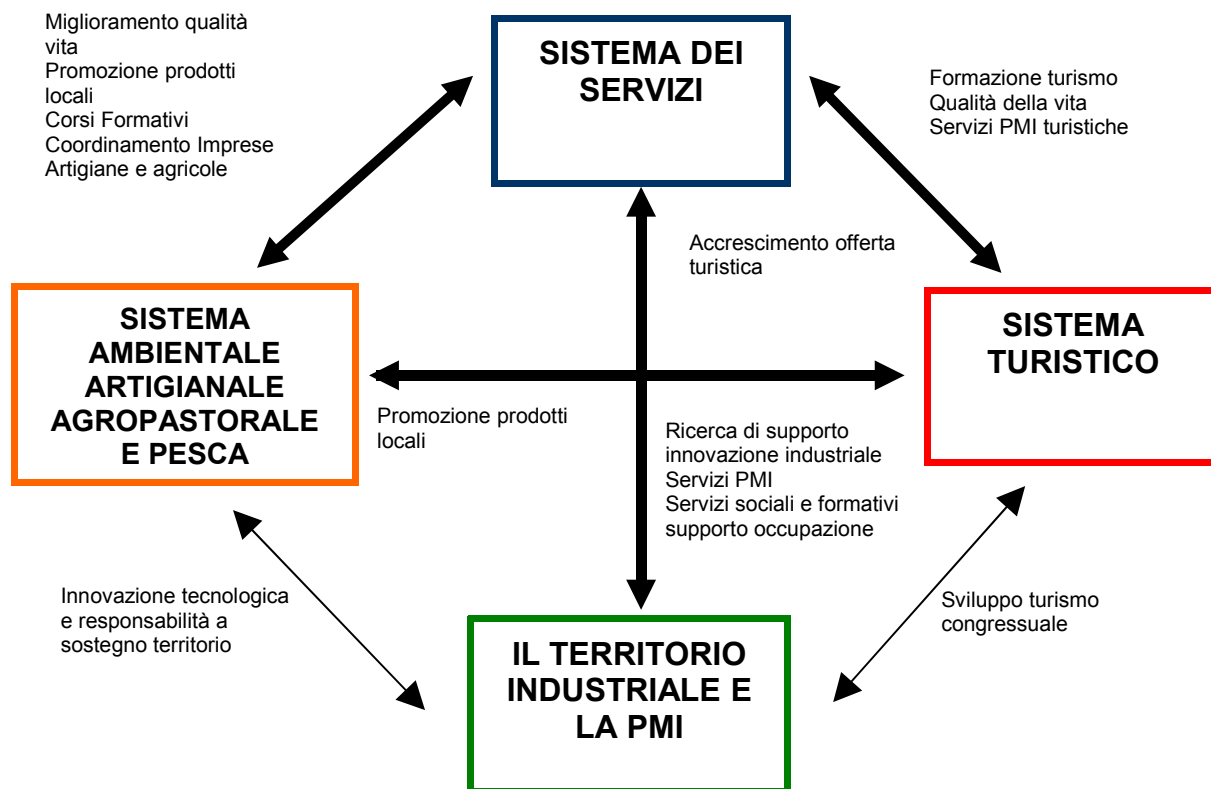 Miglioramento qualità
vita
Promozione prodotti
locali
Corsi Formativi
Coordinamento Imprese
Artigiane e agricole
SISTEMA DEI
SERVIZI
Formazione turismo
Qualità della vita
Servizi PMI turistiche
Accrescimento offerta
turistica
SISTEMA
AMBIENTALE
ARTIGIANALE
AGROPASTORALE
E PESCA
SISTEMA
TURISTICO
Promozione prodotti
locali
Ricerca di supporto
innovazione industriale
Servizi PMI
Servizi sociali e formativi
supporto occupazione
Innovazione tecnologica
e responsabilità a
sostegno territorio
Sviluppo turismo
congressuale
IL TERRITORIO
INDUSTRIALE E
LA PMI